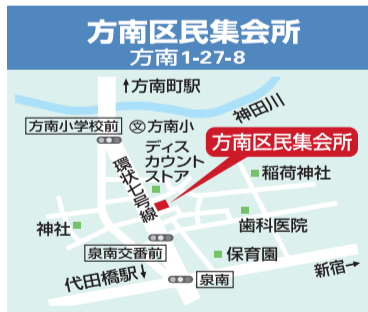 方南区民集会所
方南1-27-8
↑方南町駅
神田川
方南小学校前
文 方南小
方南区民集会所
ディス
カウント
ストア
環状七号線
稲荷神社
神社
歯科医院
泉南交番前
保育園
代田橋駅↓
泉南
新宿→